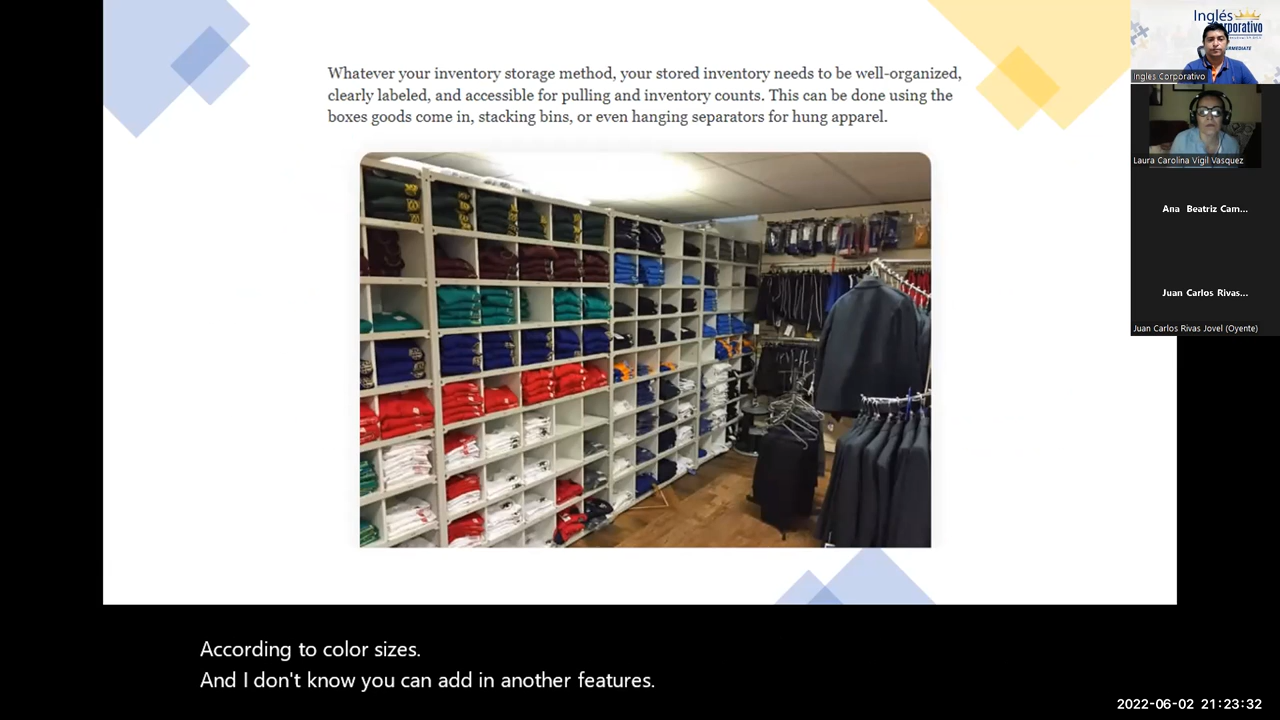 Whatever your inventory storage method, your stored inventory needs to be well-organized,
clearly labeled, and accessible for pulling and inventory counts. This can be done using the
boxes goods come in, stacking bins, or even hanging separators for hung apparel.
Inglés
Corporativo
Ingles Corporativo
Laura Carolina Vigil Vasquez
Ana Beatriz Cam...
Juan Carlos Rivas...
Juan Carlos Rivas Jovel (Oyente)
According to color sizes.
And I don't know you can add in another features.
2022-06-02 21:23:32